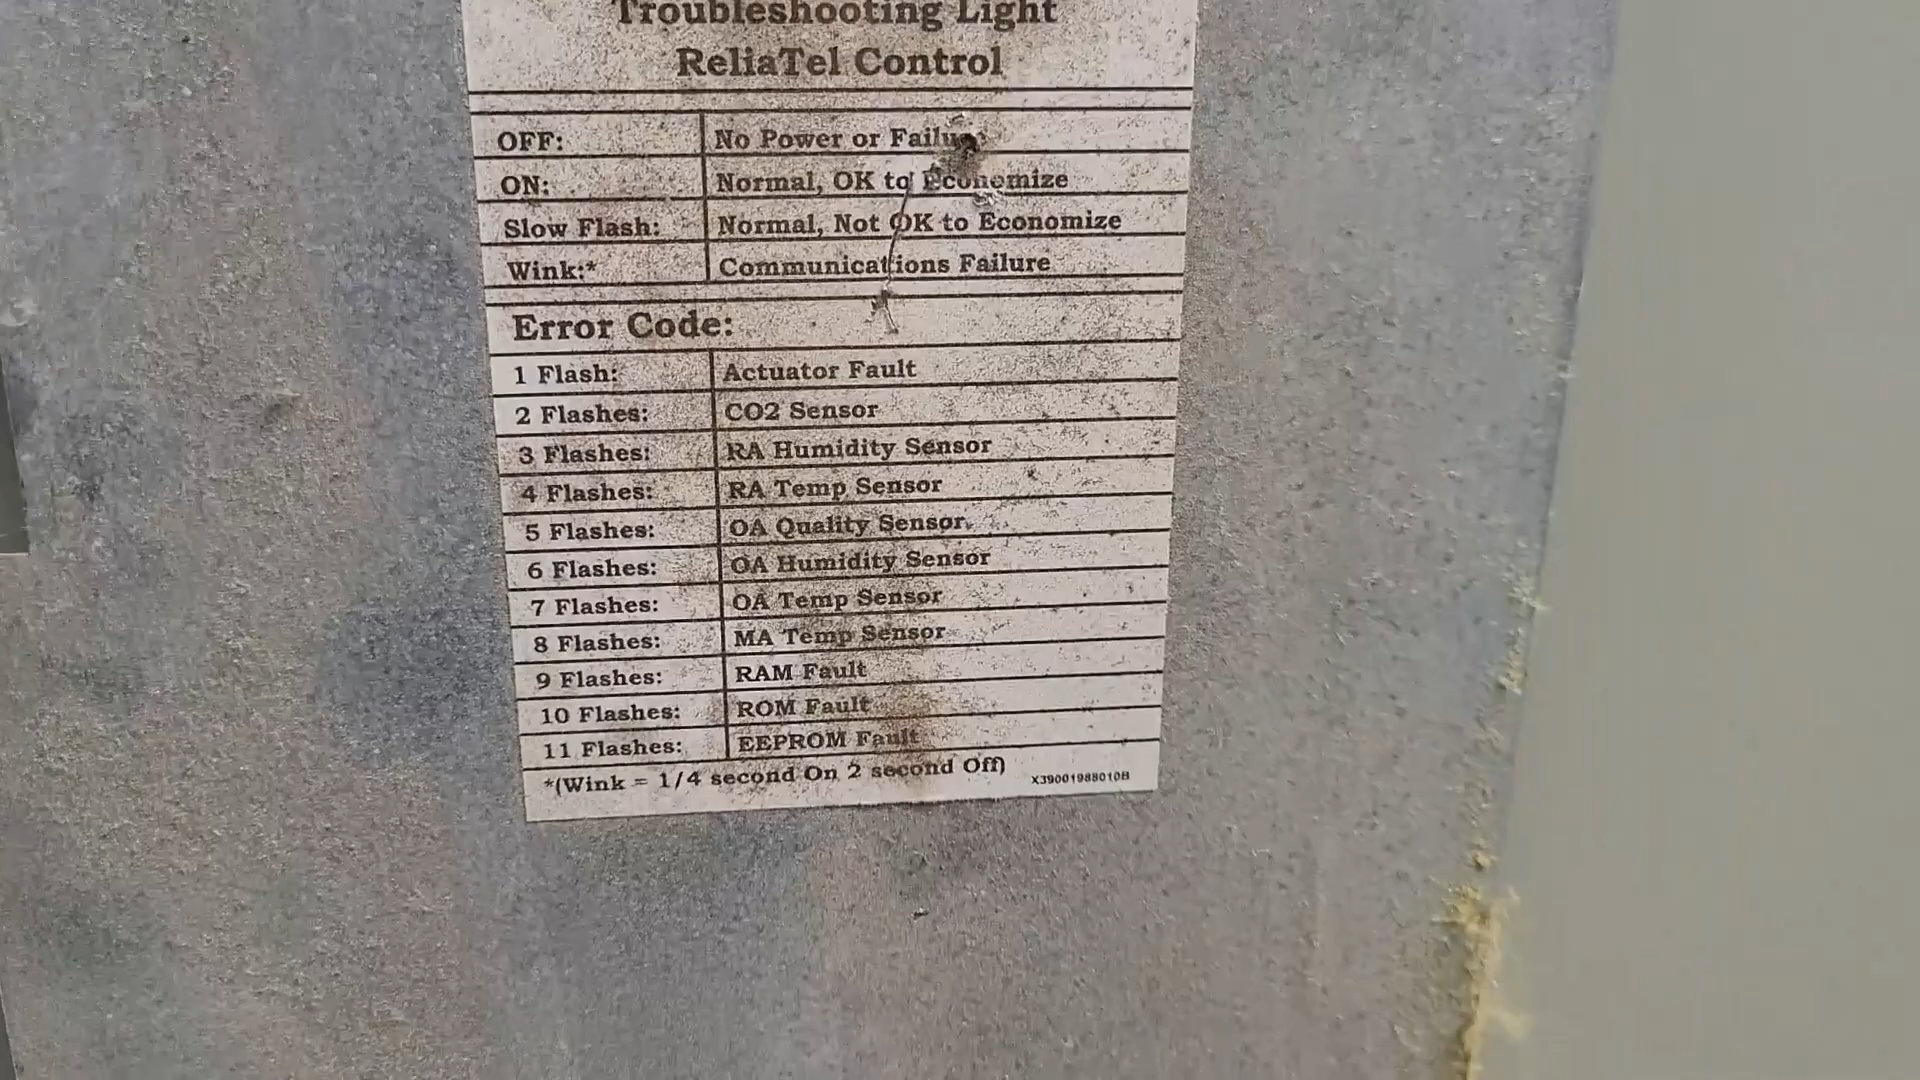 Troubleshooting Light
ReliaTel Control
OFF: No Power or Failure
ON: Normal, OK to Economize
Slow Flash: Normal, Not OK to Economize
Wink:* Communications Failure
Error Code:
1 Flash: Actuator Fault
2 Flashes: CO2 Sensor
3 Flashes: RA Humidity Sensor
4 Flashes: RA Temp Sensor
5 Flashes: OA Quality Sensor
6 Flashes: OA Humidity Sensor
7 Flashes: OA Temp Sensor
8 Flashes: MA Temp Sensor
9 Flashes: RAM Fault
10 Flashes: ROM Fault
11 Flashes: EEPROM Fault
*(Wink = 1/4 second On 2 second Off)
X39001988010B